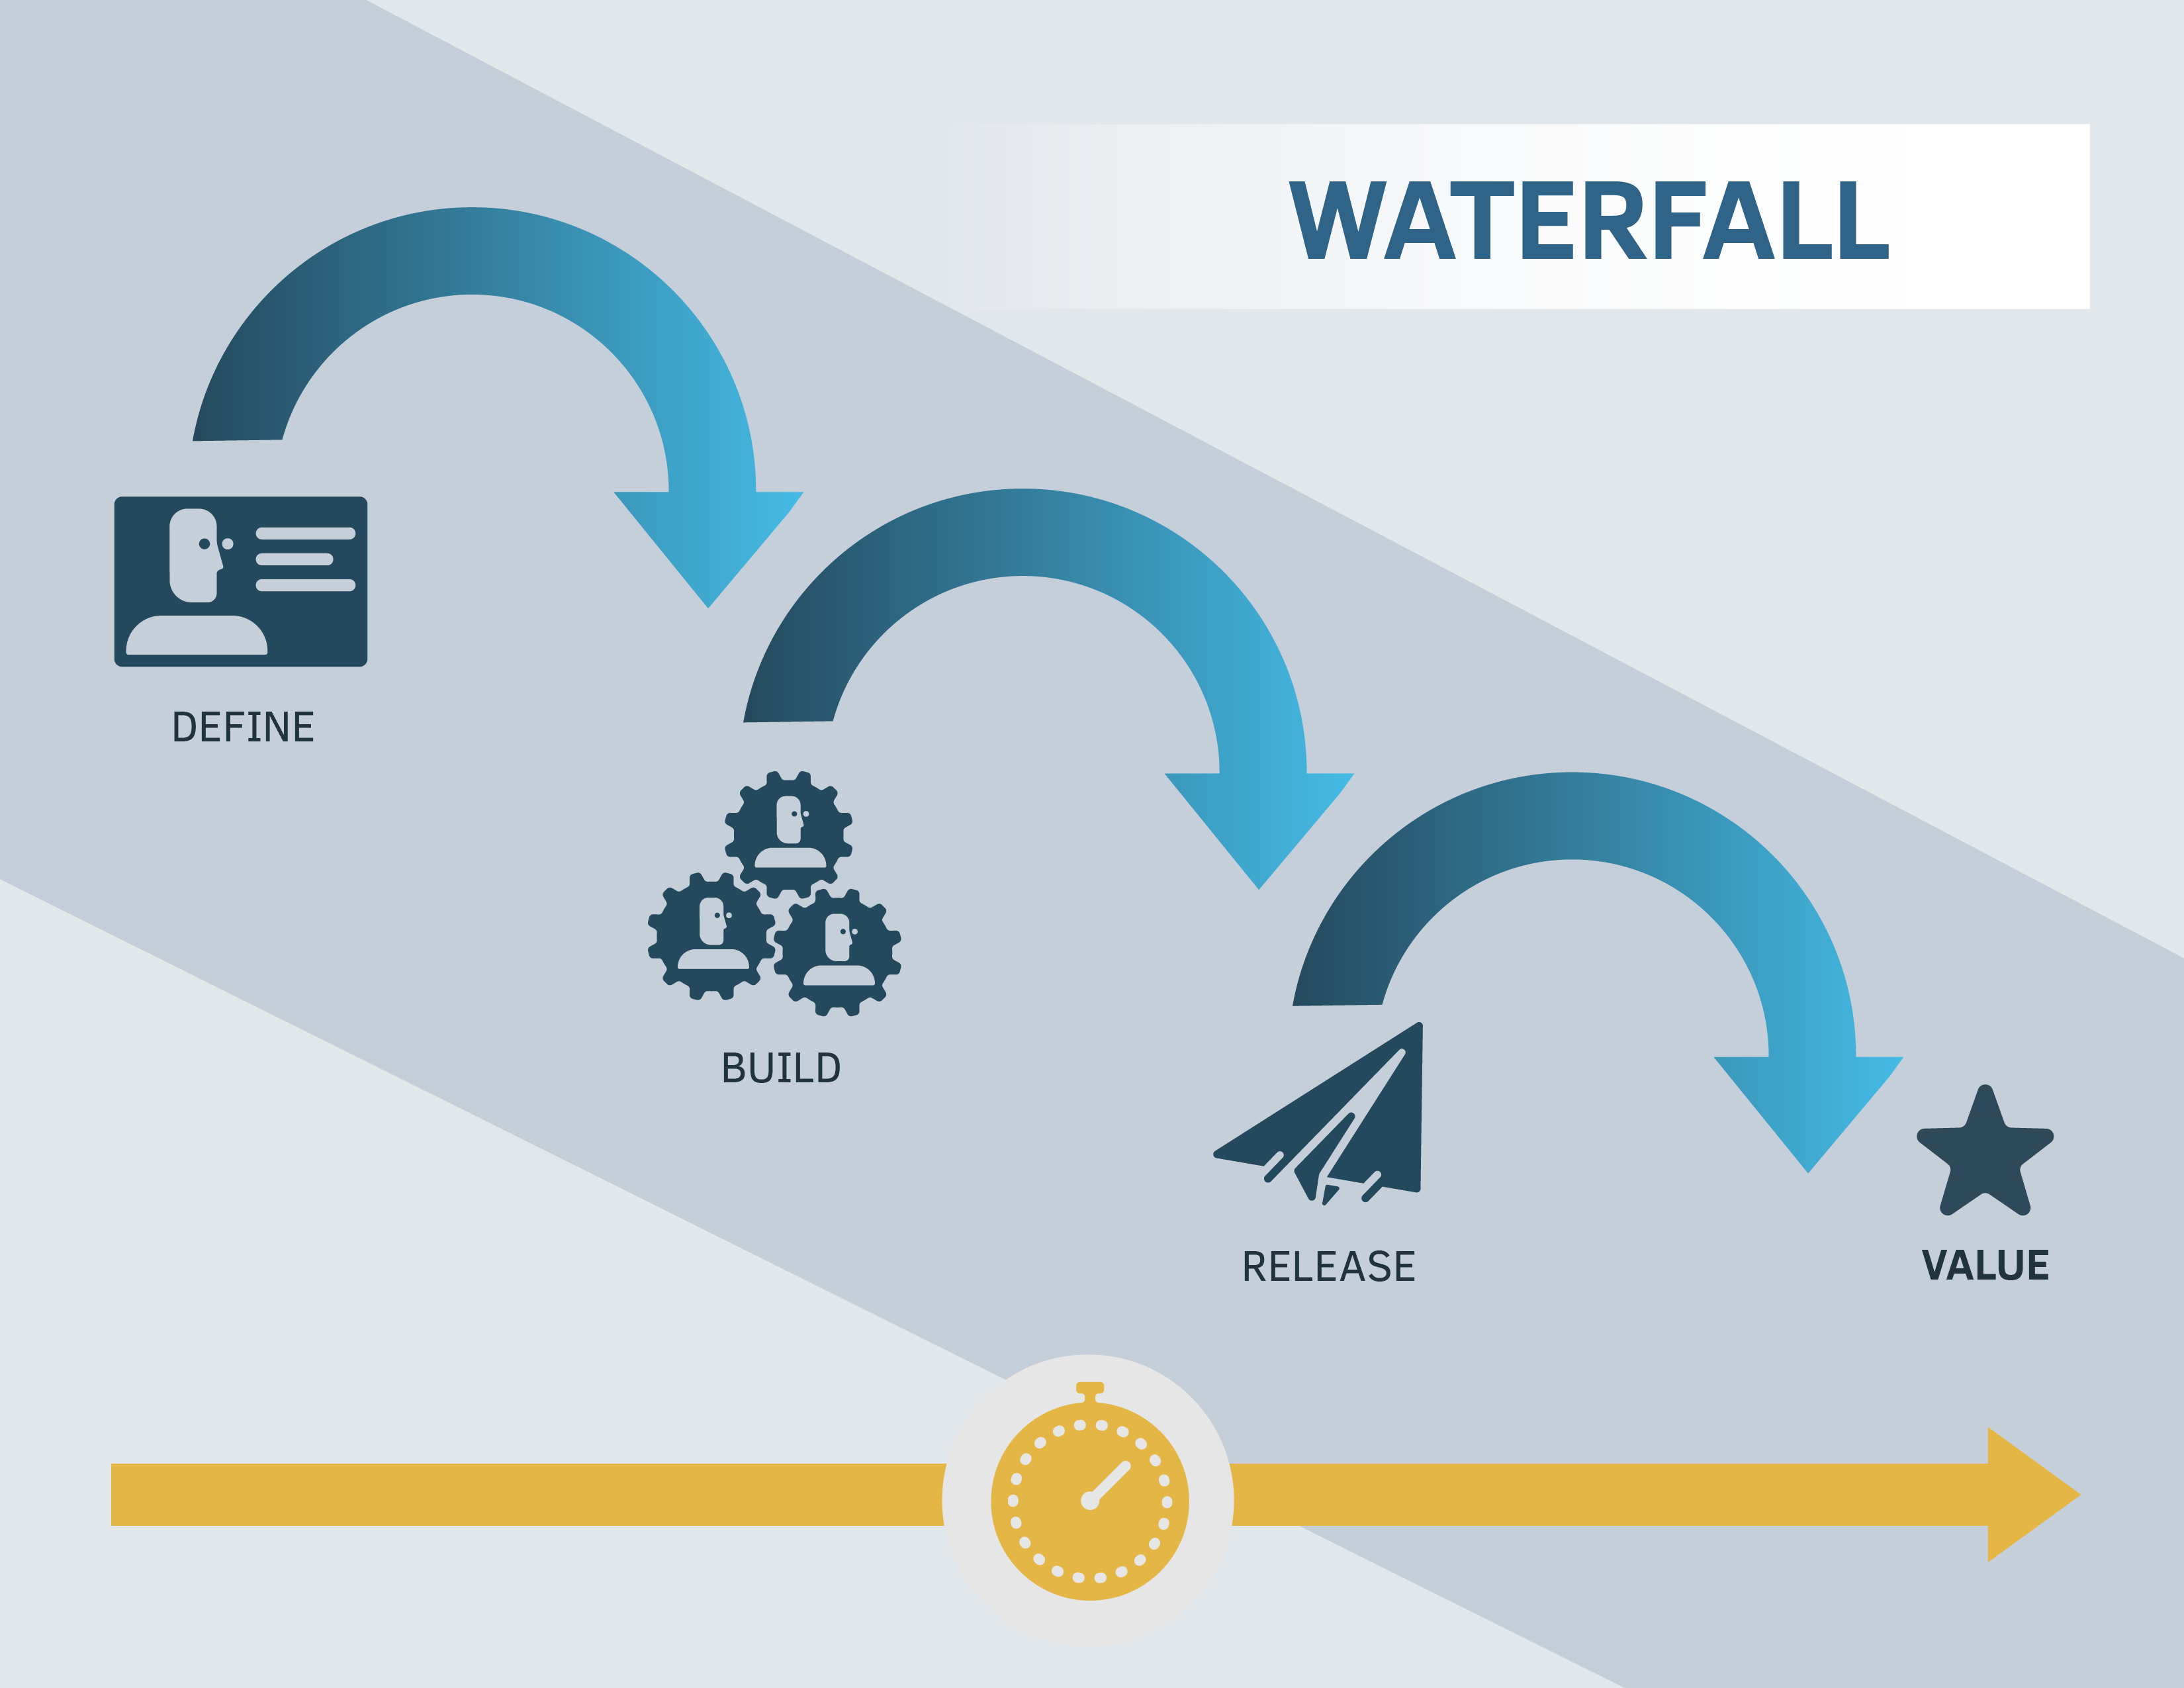 WATERFALL
DEFINE
BUILD
RELEASE
VALUE